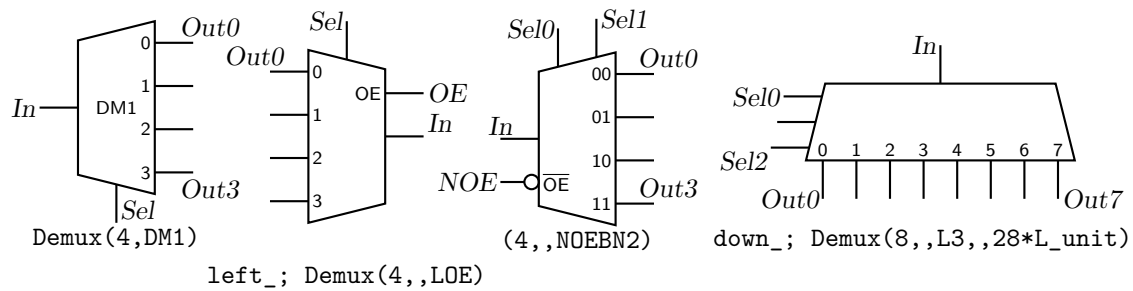 Out0
0
1
In
DM1
2
3
Out3
Sel
Demux(4,DM1)
Sel
Out0
0
OE
OE
1
In
2
3
left_; Demux(4,,LOE)
Sel0
Sel1
00
Out0
01
In
10
NOE
OE
11
Out3
(4,,NOEBN2)
In
Sel0
Sel2
0 1 2 3 4 5 6 7
Out0
Out7
down_; Demux(8,,L3,,28*L_unit)